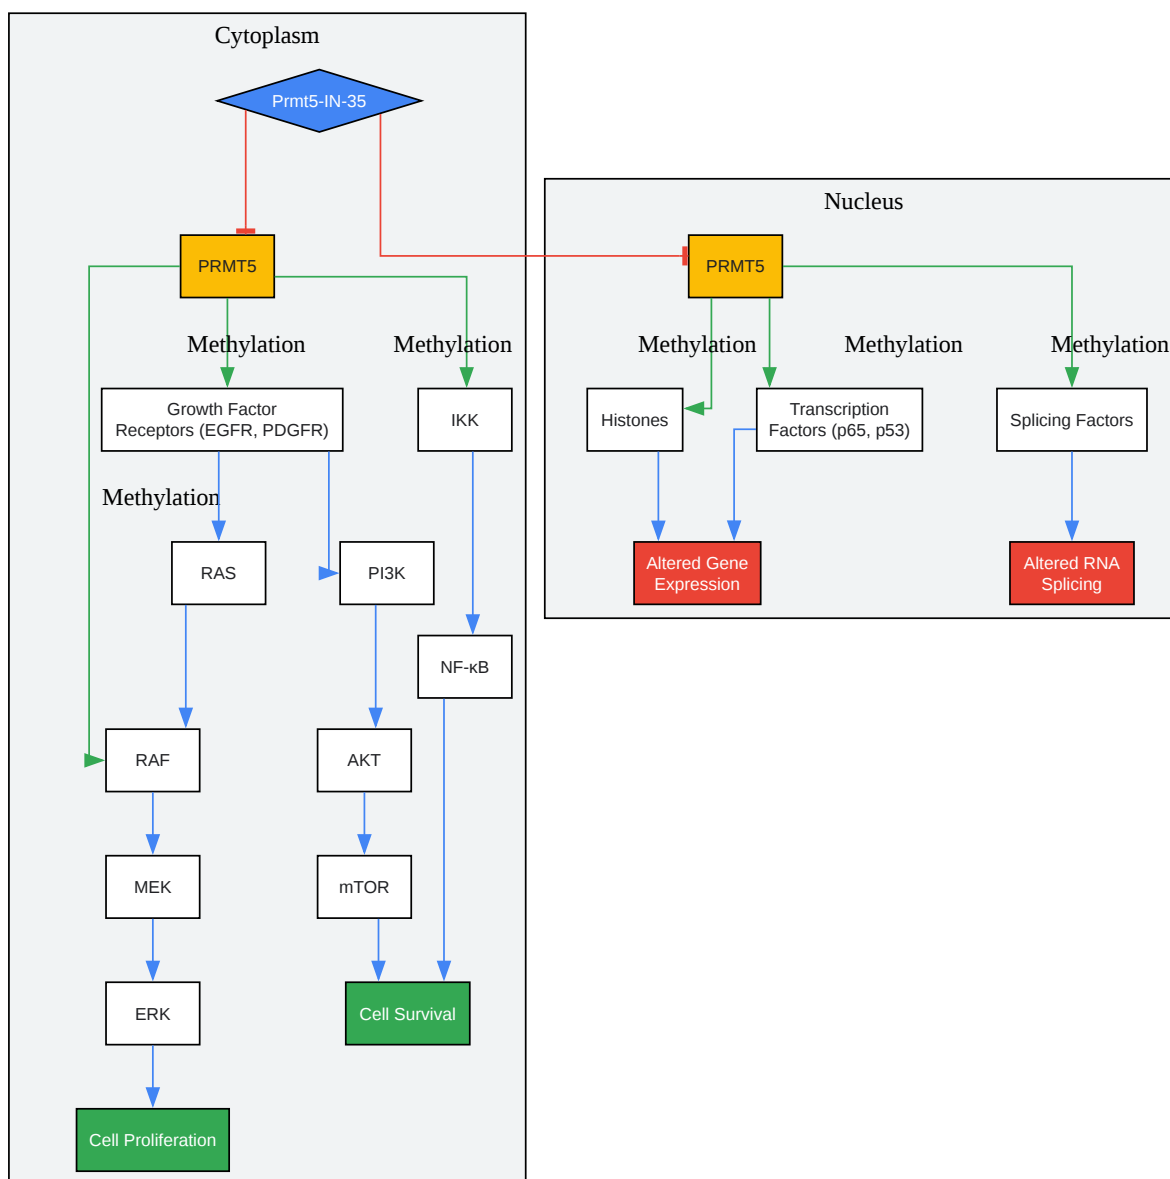 Cytoplasm
Prmt5-IN-35
Nucleus
PRMT5
PRMT5
Methylation
Methylation
Methylation
Methylation
Methylation
Growth Factor
Receptors (EGFR, PDGFR)
IKK
Histones
Transcription
Factors (p65, p53)
Splicing Factors
Methylation
RAS
PI3K
Altered Gene
Expression
Altered RNA
Splicing
NF-κB
RAF
AKT
MEK
mTOR
ERK
Cell Survival
Cell Proliferation